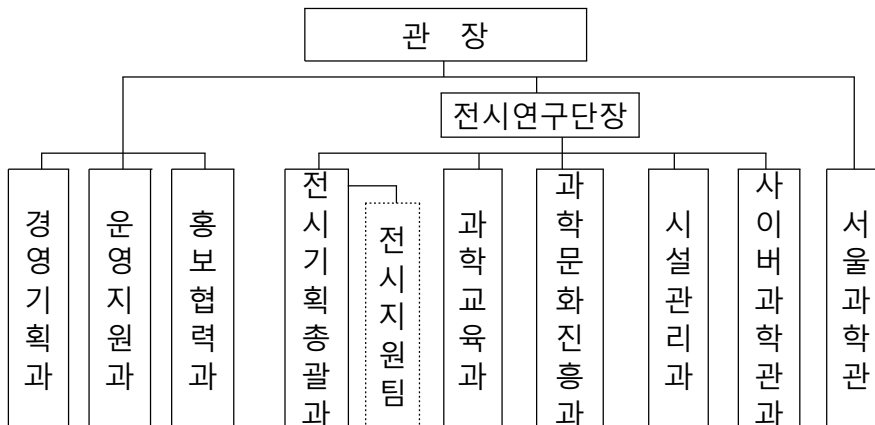 관 장
전시연구단장
경영기획과
운영지원과
홍보협력과
전시기획총괄과
전시지원팀
과학교육과
과학문화진흥과
시설관리과
사이버과학관과
서울과학관